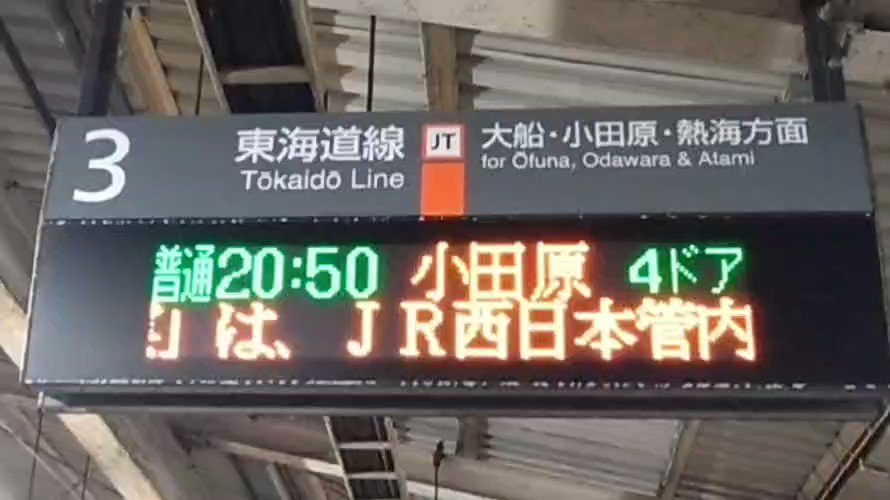 3
東海道線
Tōkaidō Line
JT
大船・小田原・熱海方面
for Ōfuna, Odawara & Atami
普通 20:50 小田原 4ドア
は、JR西日本管内